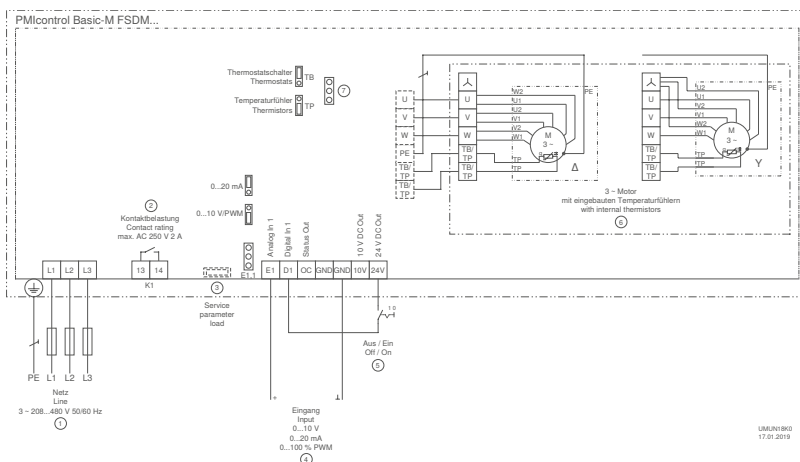 PMIcontrol Basic-M FSDM...
Thermostatschalter
Thermostats
TB
Temperaturfühler
Thermistors
TP
7
U
V
W
PE
TB/
TP
TB/
TP
U
V
W
TB/
TP
TB/
TP
W2
U1
U2
V1
V2
W1
TP
TP
M
3 ~
PE
Δ
U
V
W
TB/
TP
TB/
TP
U2
W2
V2
V1
U1
W1
TP
TP
M
3 ~
PE
Y
3 ~ Motor
mit eingebauten Temperaturfühlern
with internal thermistors
6
0...20 mA
0...10 V/PWM
E1.1
2
Kontaktbelastung
Contact rating
max. AC 250 V 2 A
Analog In 1
Digital In 1
Status Out
10 V DC Out
24 V DC Out
L1 L2 L3
13 14
K1
E1 D1 OC GND GND 10V 24V
3
Service
parameter
load
1 0
Aus / Ein
Off / On
5
PE L1 L2 L3
Netz
Line
3 ~ 208...480 V 50/60 Hz
1
+ ⊥
Eingang
Input
0...10 V
0...20 mA
0...100 % PWM
4
UMUN18K0
17.01.2019